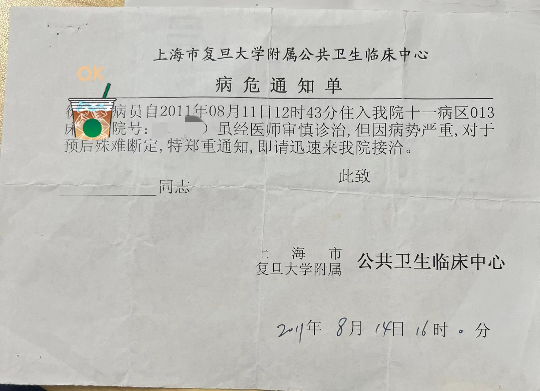 上海市复旦大学附属公共卫生临床中心
OK
病危通知单
病员自2011年08月11日12时43分住入我院十一病区013
床 院号: )虽经医师审慎诊治,但因病势严重,对于
预后殊难断定,特郑重通知,即请迅速来我院接洽。
此致
同志
上海市
复旦大学附属 公共卫生临床中心
2011年 8月 14日 16时 0分